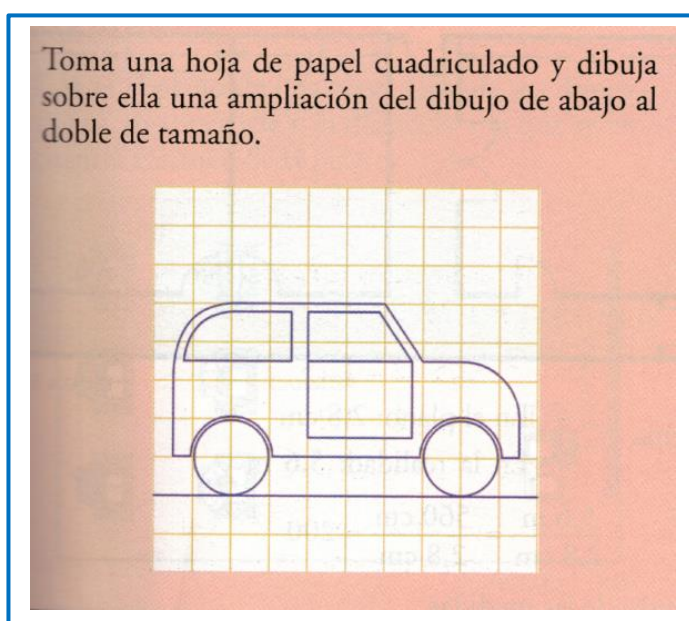 Toma una hoja de papel cuadriculado y dibuja
sobre ella una ampliación del dibujo de abajo al
doble de tamaño.